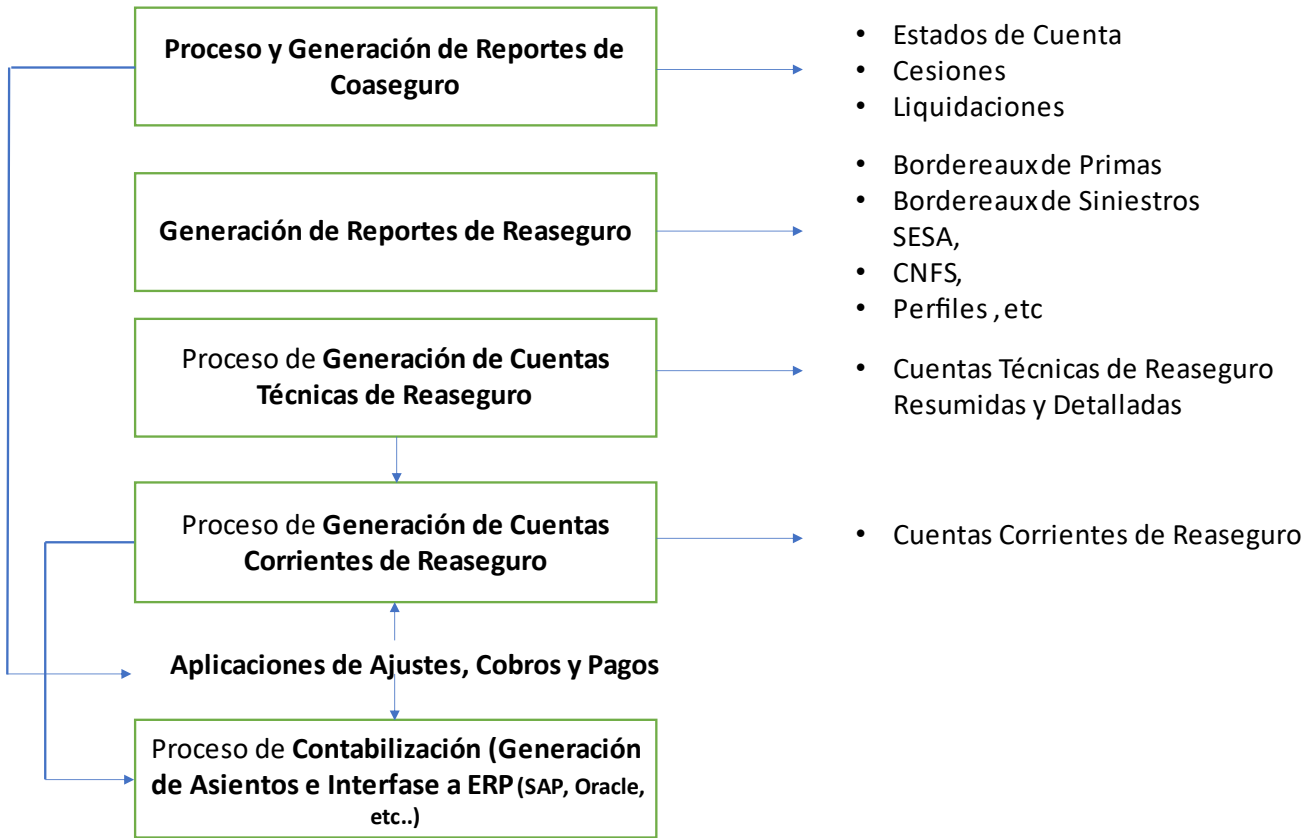 Proceso y Generación de Reportes de
Coaseguro
• Estados de Cuenta
• Cesiones
• Liquidaciones
Generación de Reportes de Reaseguro
• Bordereaux de Primas
• Bordereaux de Siniestros
SESA,
• CNFS,
• Perfiles , etc
Proceso de Generación de Cuentas
Técnicas de Reaseguro
• Cuentas Técnicas de Reaseguro
Resumidas y Detalladas
Proceso de Generación de Cuentas
Corrientes de Reaseguro
• Cuentas Corrientes de Reaseguro
Aplicaciones de Ajustes, Cobros y Pagos
Proceso de Contabilización (Generación
de Asientos e Interfase a ERP (SAP, Oracle,
etc..)